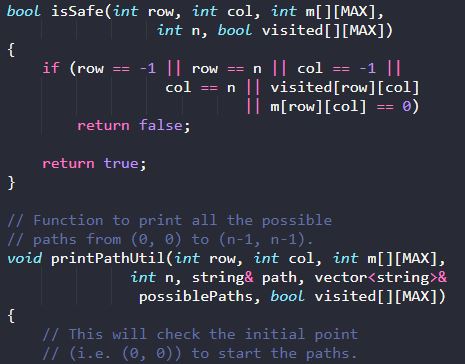 bool isSafe(int row, int col, int m[][MAX],
                 int n, bool visited[][MAX])
{
    if (row == -1 || row == n || col == -1 ||
                  col == n || visited[row][col]
                           || m[row][col] == 0)
        return false;

    return true;
}

// Function to print all the possible
// paths from (0, 0) to (n-1, n-1).
void printPathUtil(int row, int col, int m[][MAX],
              int n, string& path, vector<string>&
               possiblePaths, bool visited[][MAX])
{
    // This will check the initial point
    // (i.e. (0, 0)) to start the paths.